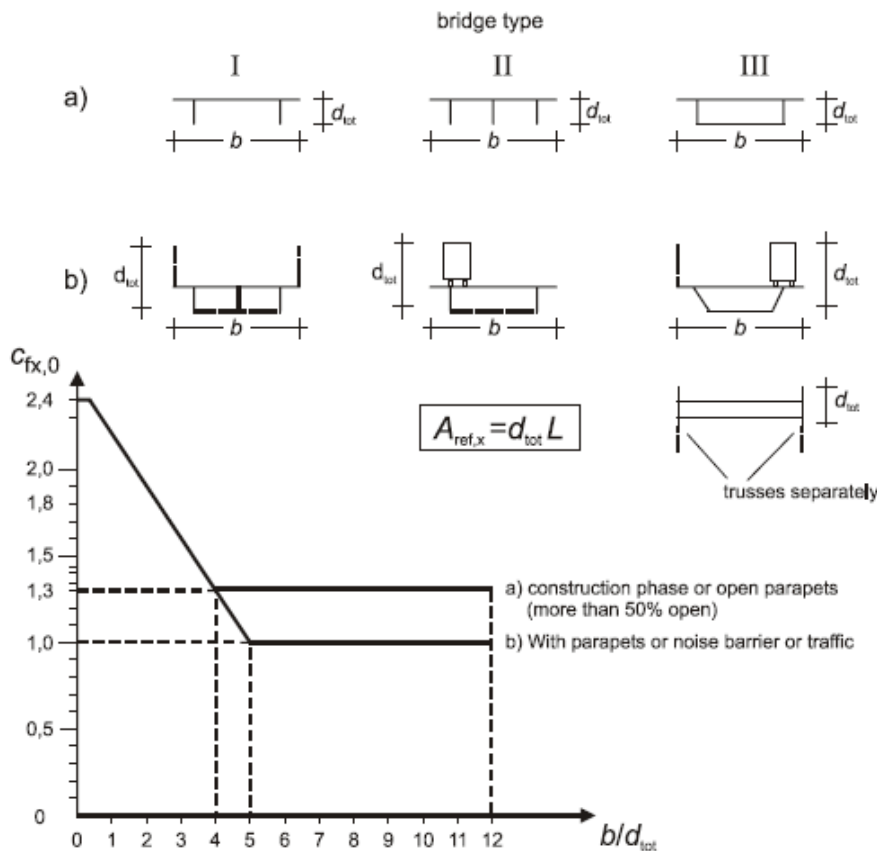 bridge type
I II III
a)
d_tot d_tot d_tot
b b b
b)
d_tot d_tot d_tot
b b b
c_fx,0
2,4
A_ref,x = d_tot L
d_tot
2,0
1,8
trusses separately
1,5
1,3
a) construction phase or open parapets
(more than 50% open)
1,0
b) With parapets or noise barrier or traffic
0,5
0
0 1 2 3 4 5 6 7 8 9 10 11 12
b/d_tot